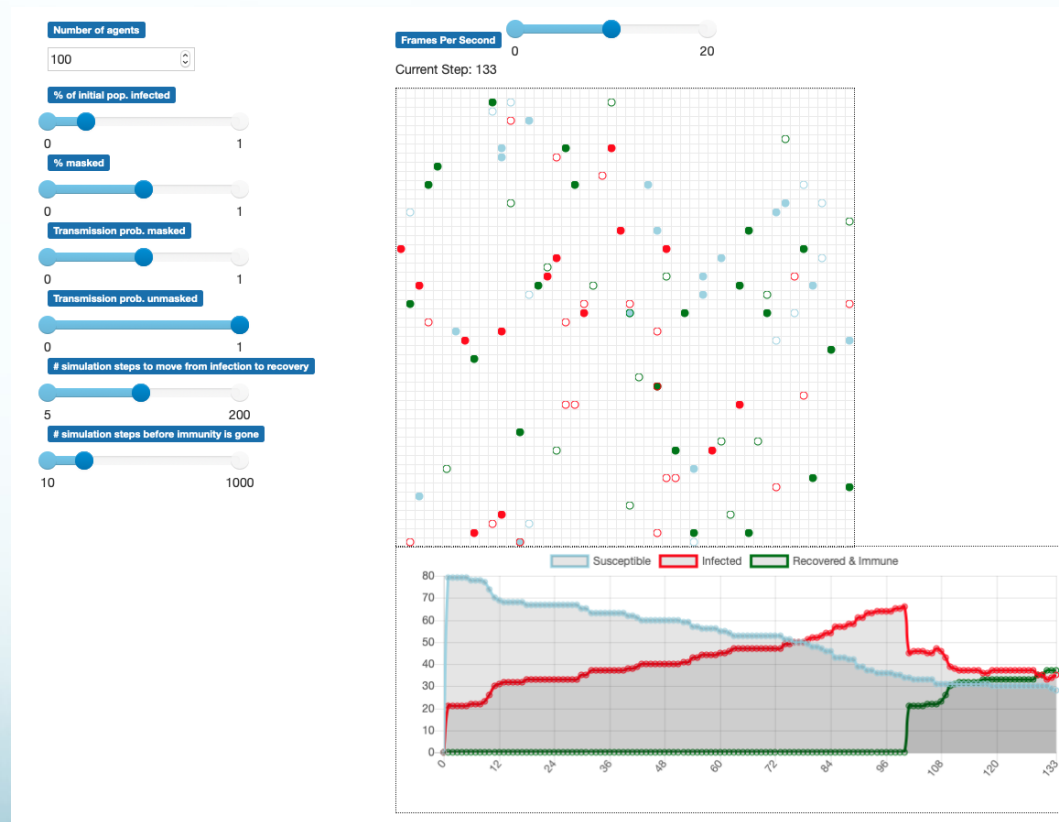 Number of agents
100
% of initial pop. infected
0 1
% masked
0 1
Transmission prob. masked
0 1
Transmission prob. unmasked
0 1
# simulation steps to move from infection to recovery
5 200
# simulation steps before immunity is gone
10 1000
Frames Per Second
0 20
Current Step: 133
Susceptible Infected Recovered & Immune
80
70
60
50
40
30
20
10
0
0 12 24 36 48 60 72 84 96 108 120 133